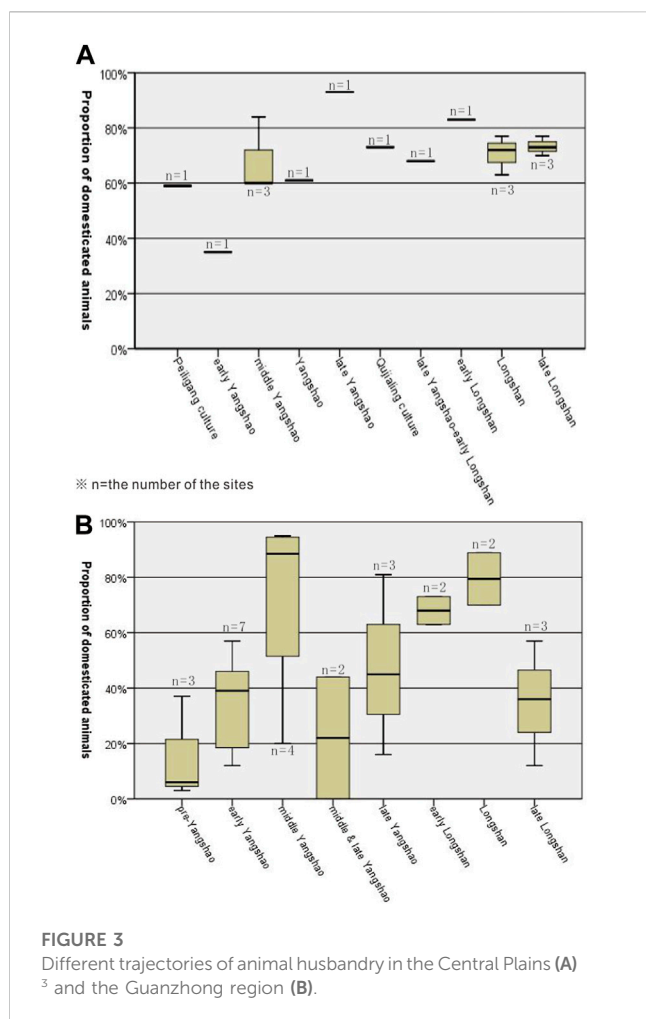 A
Proportion of domesticated animals
100%
80%
60%
40%
20%
0%
n=1
n=1
n=3
n=1
n=1
n=1
n=1
n=1
n=3
n=3
Peiligang culture
early Yangshao
middle Yangshao
Yangshao
late Yangshao
Qujialing culture
late Yangshao-early Longshan
early Longshan
Longshan
late Longshan
※ n=the number of the sites
B
Proportion of domesticated animals
100%
80%
60%
40%
20%
0%
n=3
n=7
n=4
n=2
n=3
n=2
n=2
n=3
pre-Yangshao
early Yangshao
middle Yangshao
middle & late Yangshao
late Yangshao
early Longshan
Longshan
late Longshan
FIGURE 3
Different trajectories of animal husbandry in the Central Plains (A)
3 and the Guanzhong region (B).